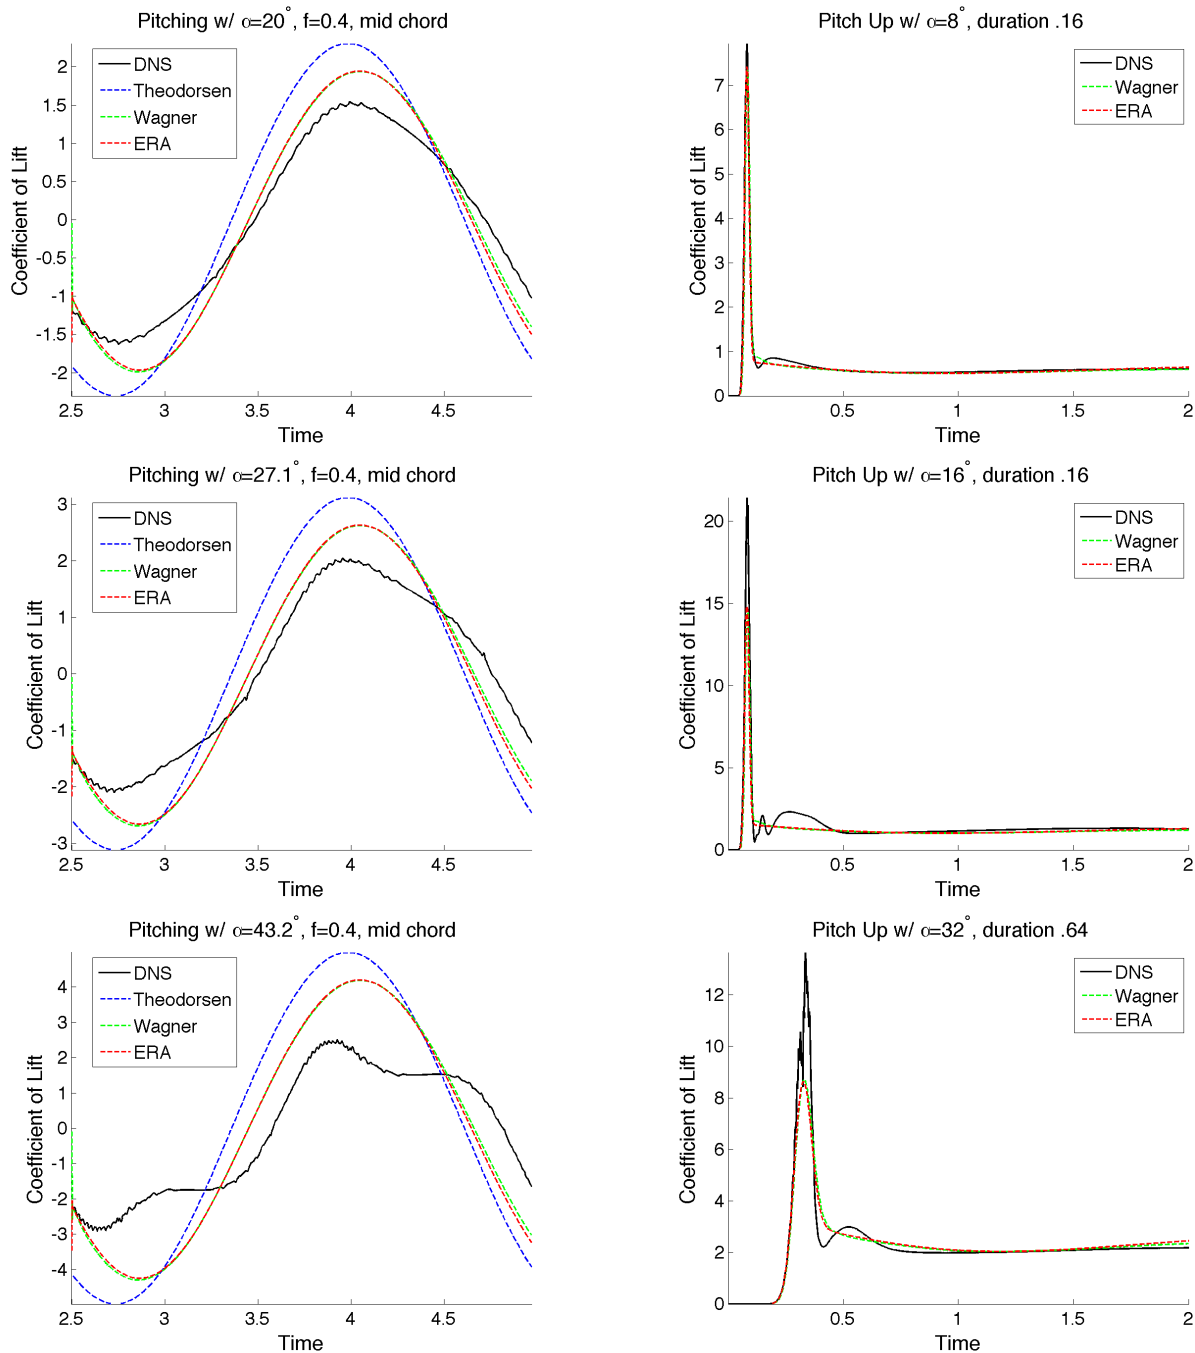 Pitching w/ α=20°, f=0.4, mid chord
DNS
Theodorsen
Wagner
ERA
Coefficient of Lift
2
1.5
1
0.5
0
-0.5
-1
-1.5
-2
2.5 3 3.5 4 4.5
Time
Pitch Up w/ α=8°, duration .16
DNS
Wagner
ERA
Coefficient of Lift
7
6
5
4
3
2
1
0
0.5 1 1.5 2
Time
Pitching w/ α=27.1°, f=0.4, mid chord
DNS
Theodorsen
Wagner
ERA
Coefficient of Lift
3
2
1
0
-1
-2
-3
2.5 3 3.5 4 4.5
Time
Pitch Up w/ α=16°, duration .16
DNS
Wagner
ERA
Coefficient of Lift
20
15
10
5
0
0.5 1 1.5 2
Time
Pitching w/ α=43.2°, f=0.4, mid chord
DNS
Theodorsen
Wagner
ERA
Coefficient of Lift
4
3
2
1
0
-1
-2
-3
-4
2.5 3 3.5 4 4.5
Time
Pitch Up w/ α=32°, duration .64
DNS
Wagner
ERA
Coefficient of Lift
12
10
8
6
4
2
0
0.5 1 1.5 2
Time